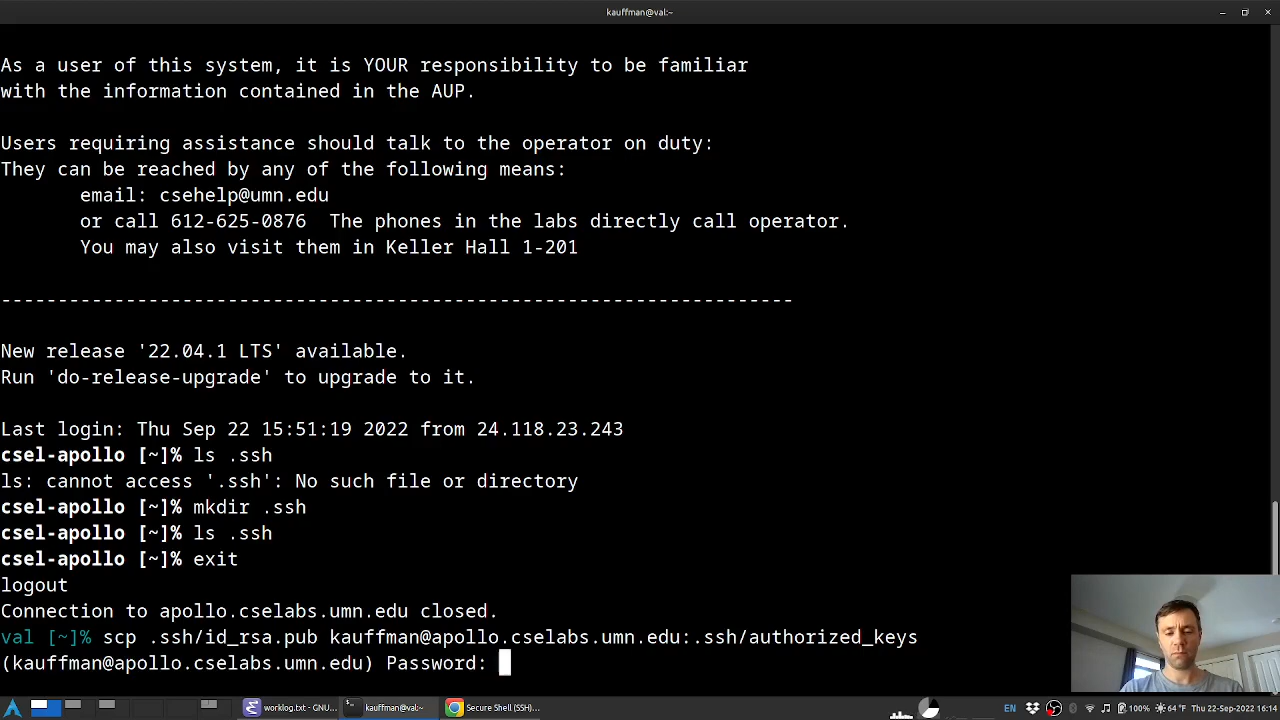 kauffman@val:~
As a user of this system, it is YOUR responsibility to be familiar
with the information contained in the AUP.
Users requiring assistance should talk to the operator on duty:
They can be reached by any of the following means:
email: csehelp@umn.edu
or call 612-625-0876  The phones in the labs directly call operator.
You may also visit them in Keller Hall 1-201
----------------------------------------------------------------------
New release '22.04.1 LTS' available.
Run 'do-release-upgrade' to upgrade to it.
Last login: Thu Sep 22 15:51:19 2022 from 24.118.23.243
csel-apollo [~]% ls .ssh
ls: cannot access '.ssh': No such file or directory
csel-apollo [~]% mkdir .ssh
csel-apollo [~]% ls .ssh
csel-apollo [~]% exit
logout
Connection to apollo.cselabs.umn.edu closed.
val [~]% scp .ssh/id_rsa.pub kauffman@apollo.cselabs.umn.edu:.ssh/authorized_keys
(kauffman@apollo.cselabs.umn.edu) Password:
worklog.txt - GNU... kauffman@val:~ Secure Shell (SSH)... EN 100% 64°F Thu 22-Sep-2022 16:14